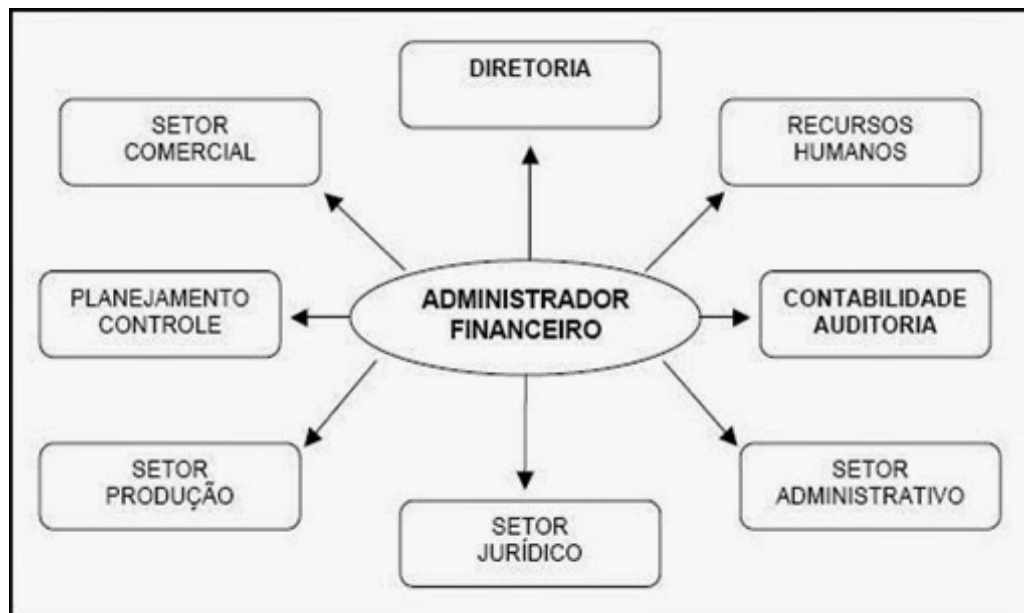 DIRETORIA
SETOR
COMERCIAL
RECURSOS
HUMANOS
PLANEJAMENTO
CONTROLE
ADMINISTRADOR
FINANCEIRO
CONTABILIDADE
AUDITORIA
SETOR
PRODUÇÃO
SETOR
JURÍDICO
SETOR
ADMINISTRATIVO